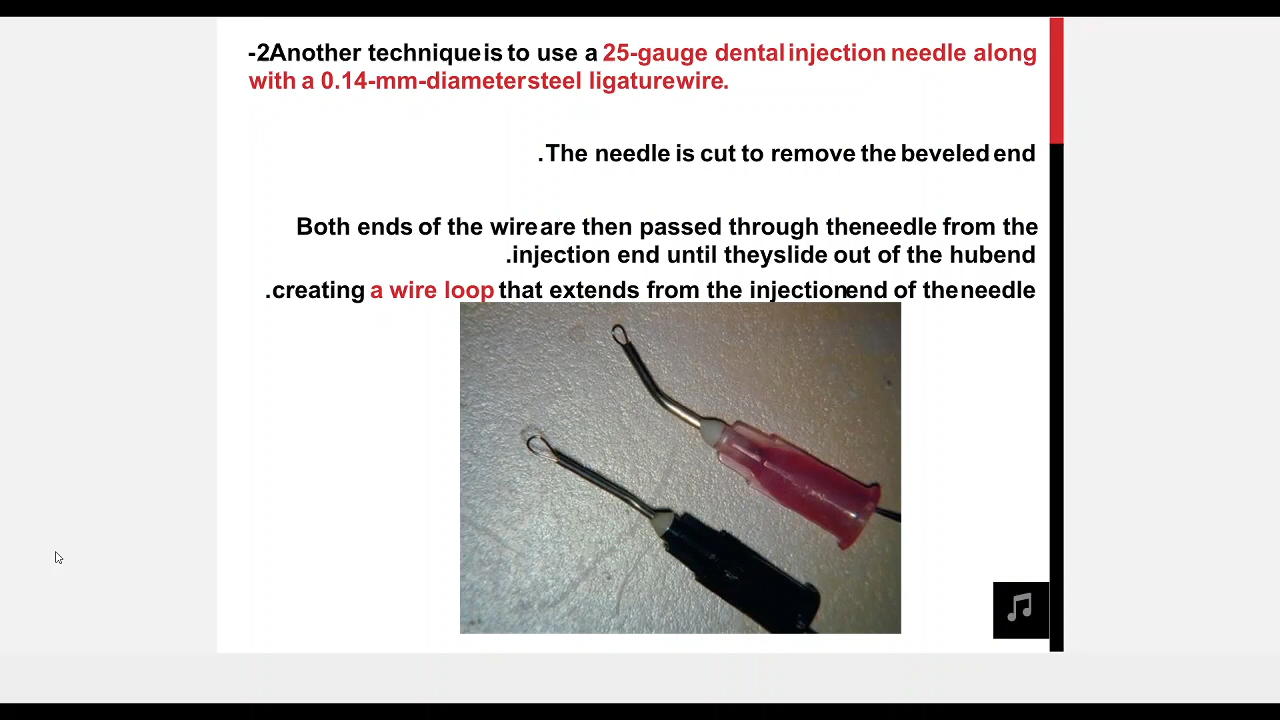 -2Another technique is to use a 25-gauge dental injection needle along
with a 0.14-mm-diameter steel ligature wire.
.The needle is cut to remove the beveled end
Both ends of the wire are then passed through the needle from the
.injection end until they slide out of the hub end
.creating a wire loop that extends from the injection end of the needle